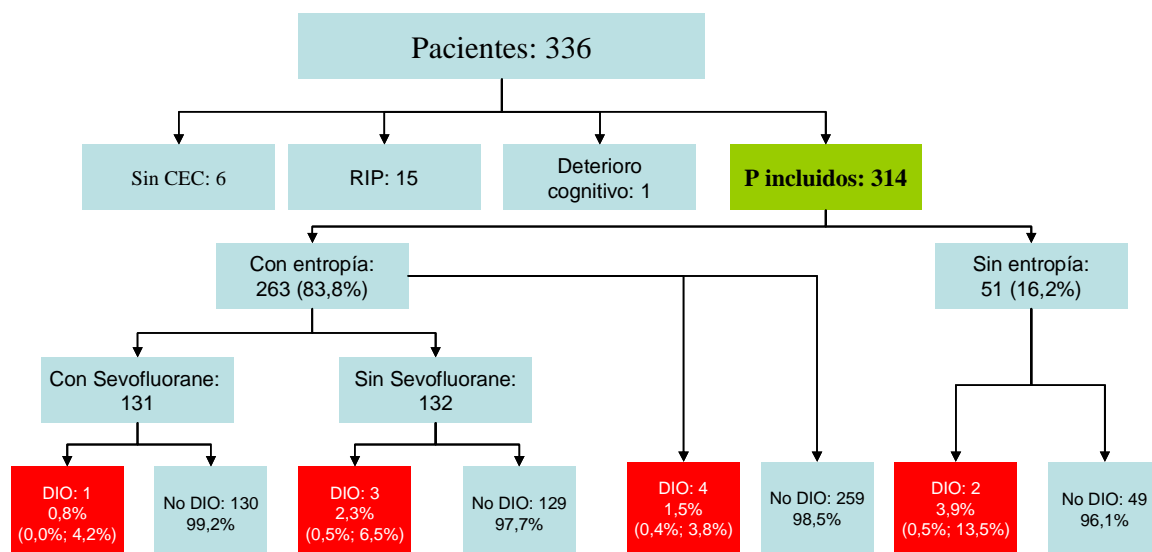 Pacientes: 336
Sin CEC: 6
RIP: 15
Deterioro
cognitivo: 1
P incluidos: 314
Con entropía:
263 (83,8%)
Sin entropía:
51 (16,2%)
Con Sevofluorane:
131
Sin Sevofluorane:
132
DIO: 1
0,8%
(0,0%; 4,2%)
No DIO: 130
99,2%
DIO: 3
2,3%
(0,5%; 6,5%)
No DIO: 129
97,7%
DIO: 4
1,5%
(0,4%; 3,8%)
No DIO: 259
98,5%
DIO: 2
3,9%
(0,5%; 13,5%)
No DIO: 49
96,1%